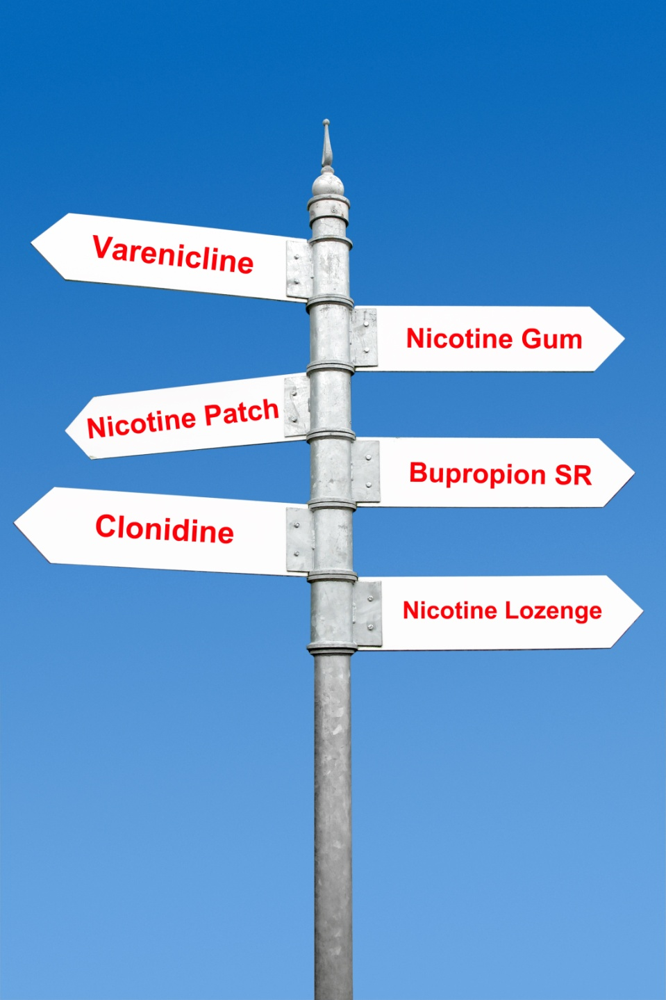 Varenicline
Nicotine Gum
Nicotine Patch
Bupropion SR
Clonidine
Nicotine Lozenge